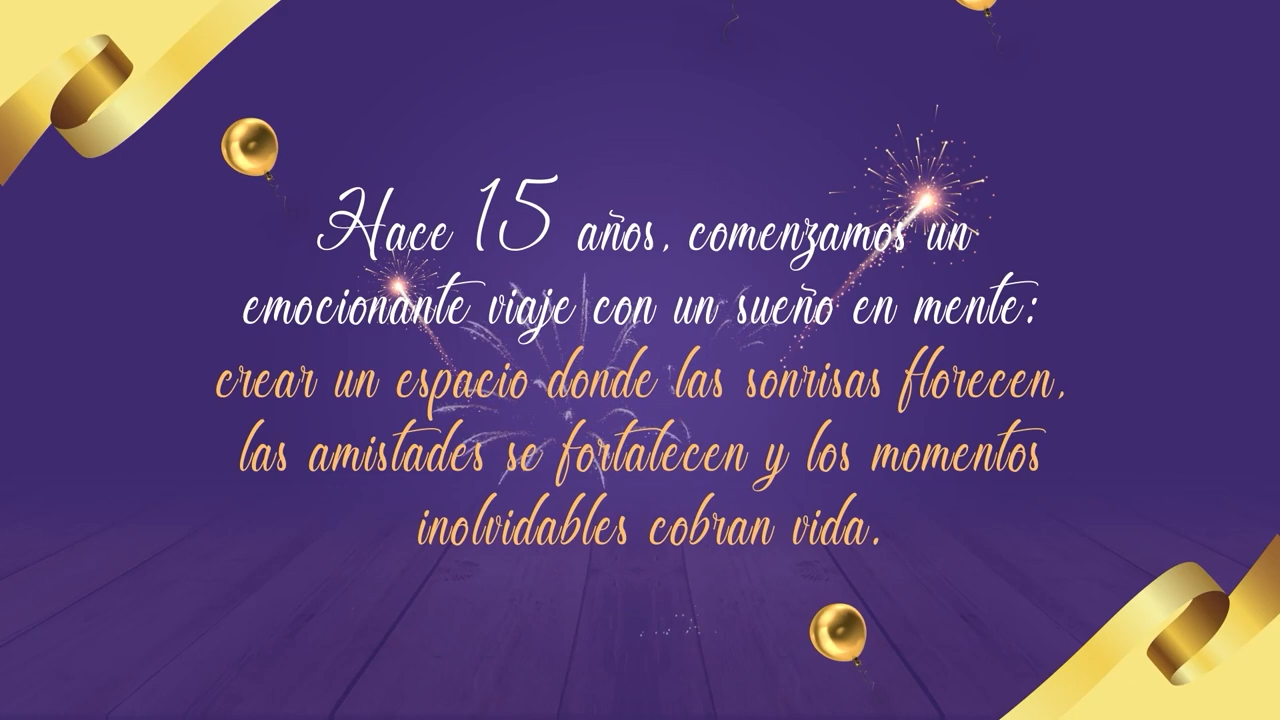 Hace 15 años, comenzamos un
emocionante viaje con un sueño en mente:
crear un espacio donde las sonrisas florecen,
las amistades se fortalecen y los momentos
inolvidables cobran vida.